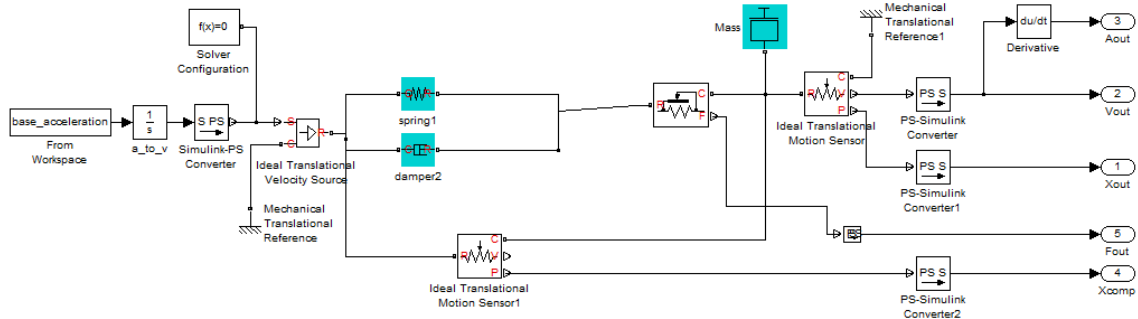 Mechanical
Translational
Reference1
Mass
f(x)=0
Solver
Configuration
du/dt
Derivative
3
Aout
base_acceleration
From
Workspace
1
s
a_to_v
S PS
Simulink-PS
Converter
S
C
R
Ideal Translational
Velocity Source
C
R
spring1
C
R
damper2
R
C
F
R
C
V
P
Ideal Translational
Motion Sensor
PS S
PS-Simulink
Converter
2
Vout
PS S
PS-Simulink
Converter1
1
Xout
Mechanical
Translational
Reference
R
C
V
P
Ideal Translational
Motion Sensor1
5
Fout
PS S
PS-Simulink
Converter2
4
Xcomp